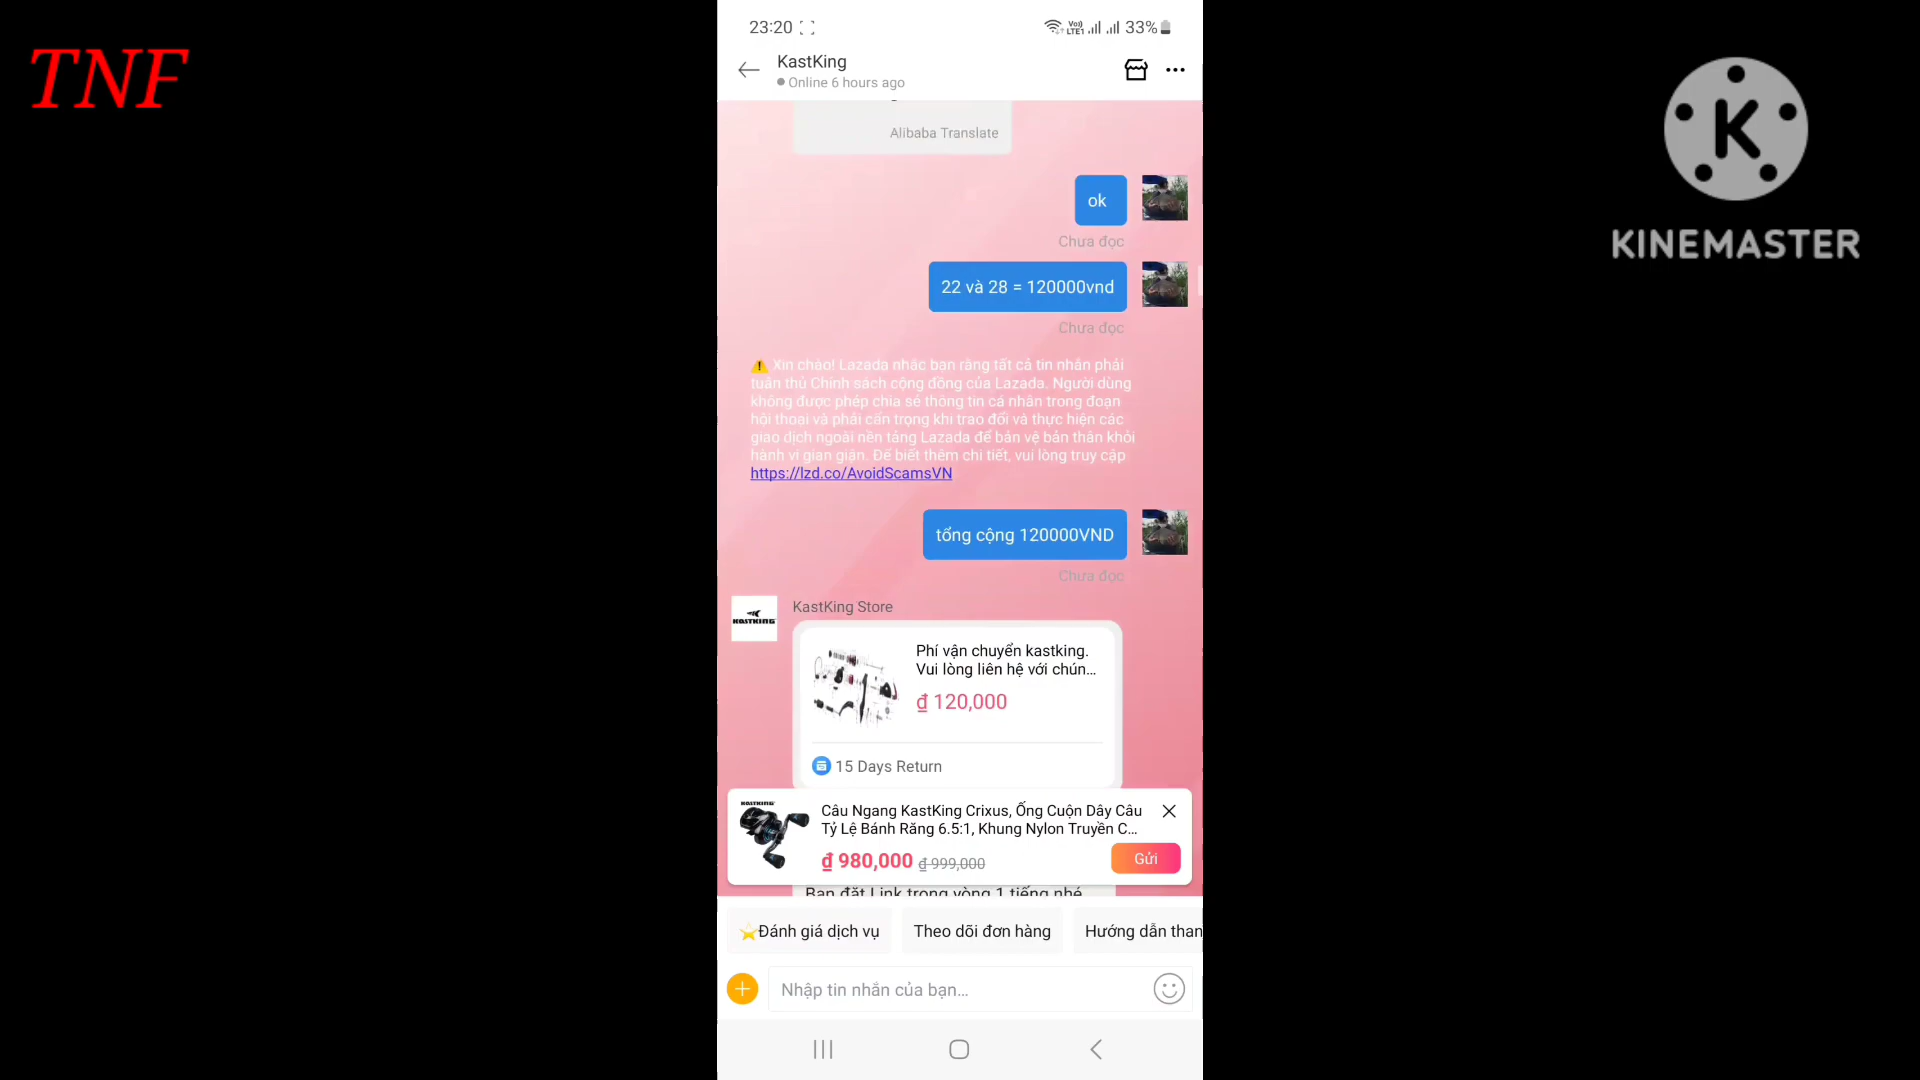 TNF
KINEMASTER
23:20
Vo))
LTE1
33%
KastKing
Online 6 hours ago
Alibaba Translate
ok
Chưa đọc
22 và 28 = 120000vnd
Chưa đọc
Xin chào! Lazada nhắc bạn rằng tất cả tin nhắn phải
tuân thủ Chính sách cộng đồng của Lazada. Người dùng
không được phép chia sẻ thông tin cá nhân trong đoạn
hội thoại và phải cẩn trọng khi trao đổi và thực hiện các
giao dịch ngoài nền tảng Lazada để bản vệ bản thân khỏi
hành vi gian giận. Để biết thêm chi tiết, vui lòng truy cập
https://lzd.co/AvoidScamsVN
tổng cộng 120000VND
Chưa đọc
KastKing Store
KASTKING
Phí vận chuyển kastking.
Vui lòng liên hệ với chún...
₫ 120,000
15 Days Return
KASTKING
Câu Ngang KastKing Crixus, Ống Cuộn Dây Câu
Tỷ Lệ Bánh Răng 6.5:1, Khung Nylon Truyền C...
₫ 980,000 ₫ 999,000
Gửi
Bạn đặt Link trong vòng 1 tiếng nhé
Đánh giá dịch vụ
Theo dõi đơn hàng
Hướng dẫn than
Nhập tin nhắn của bạn...